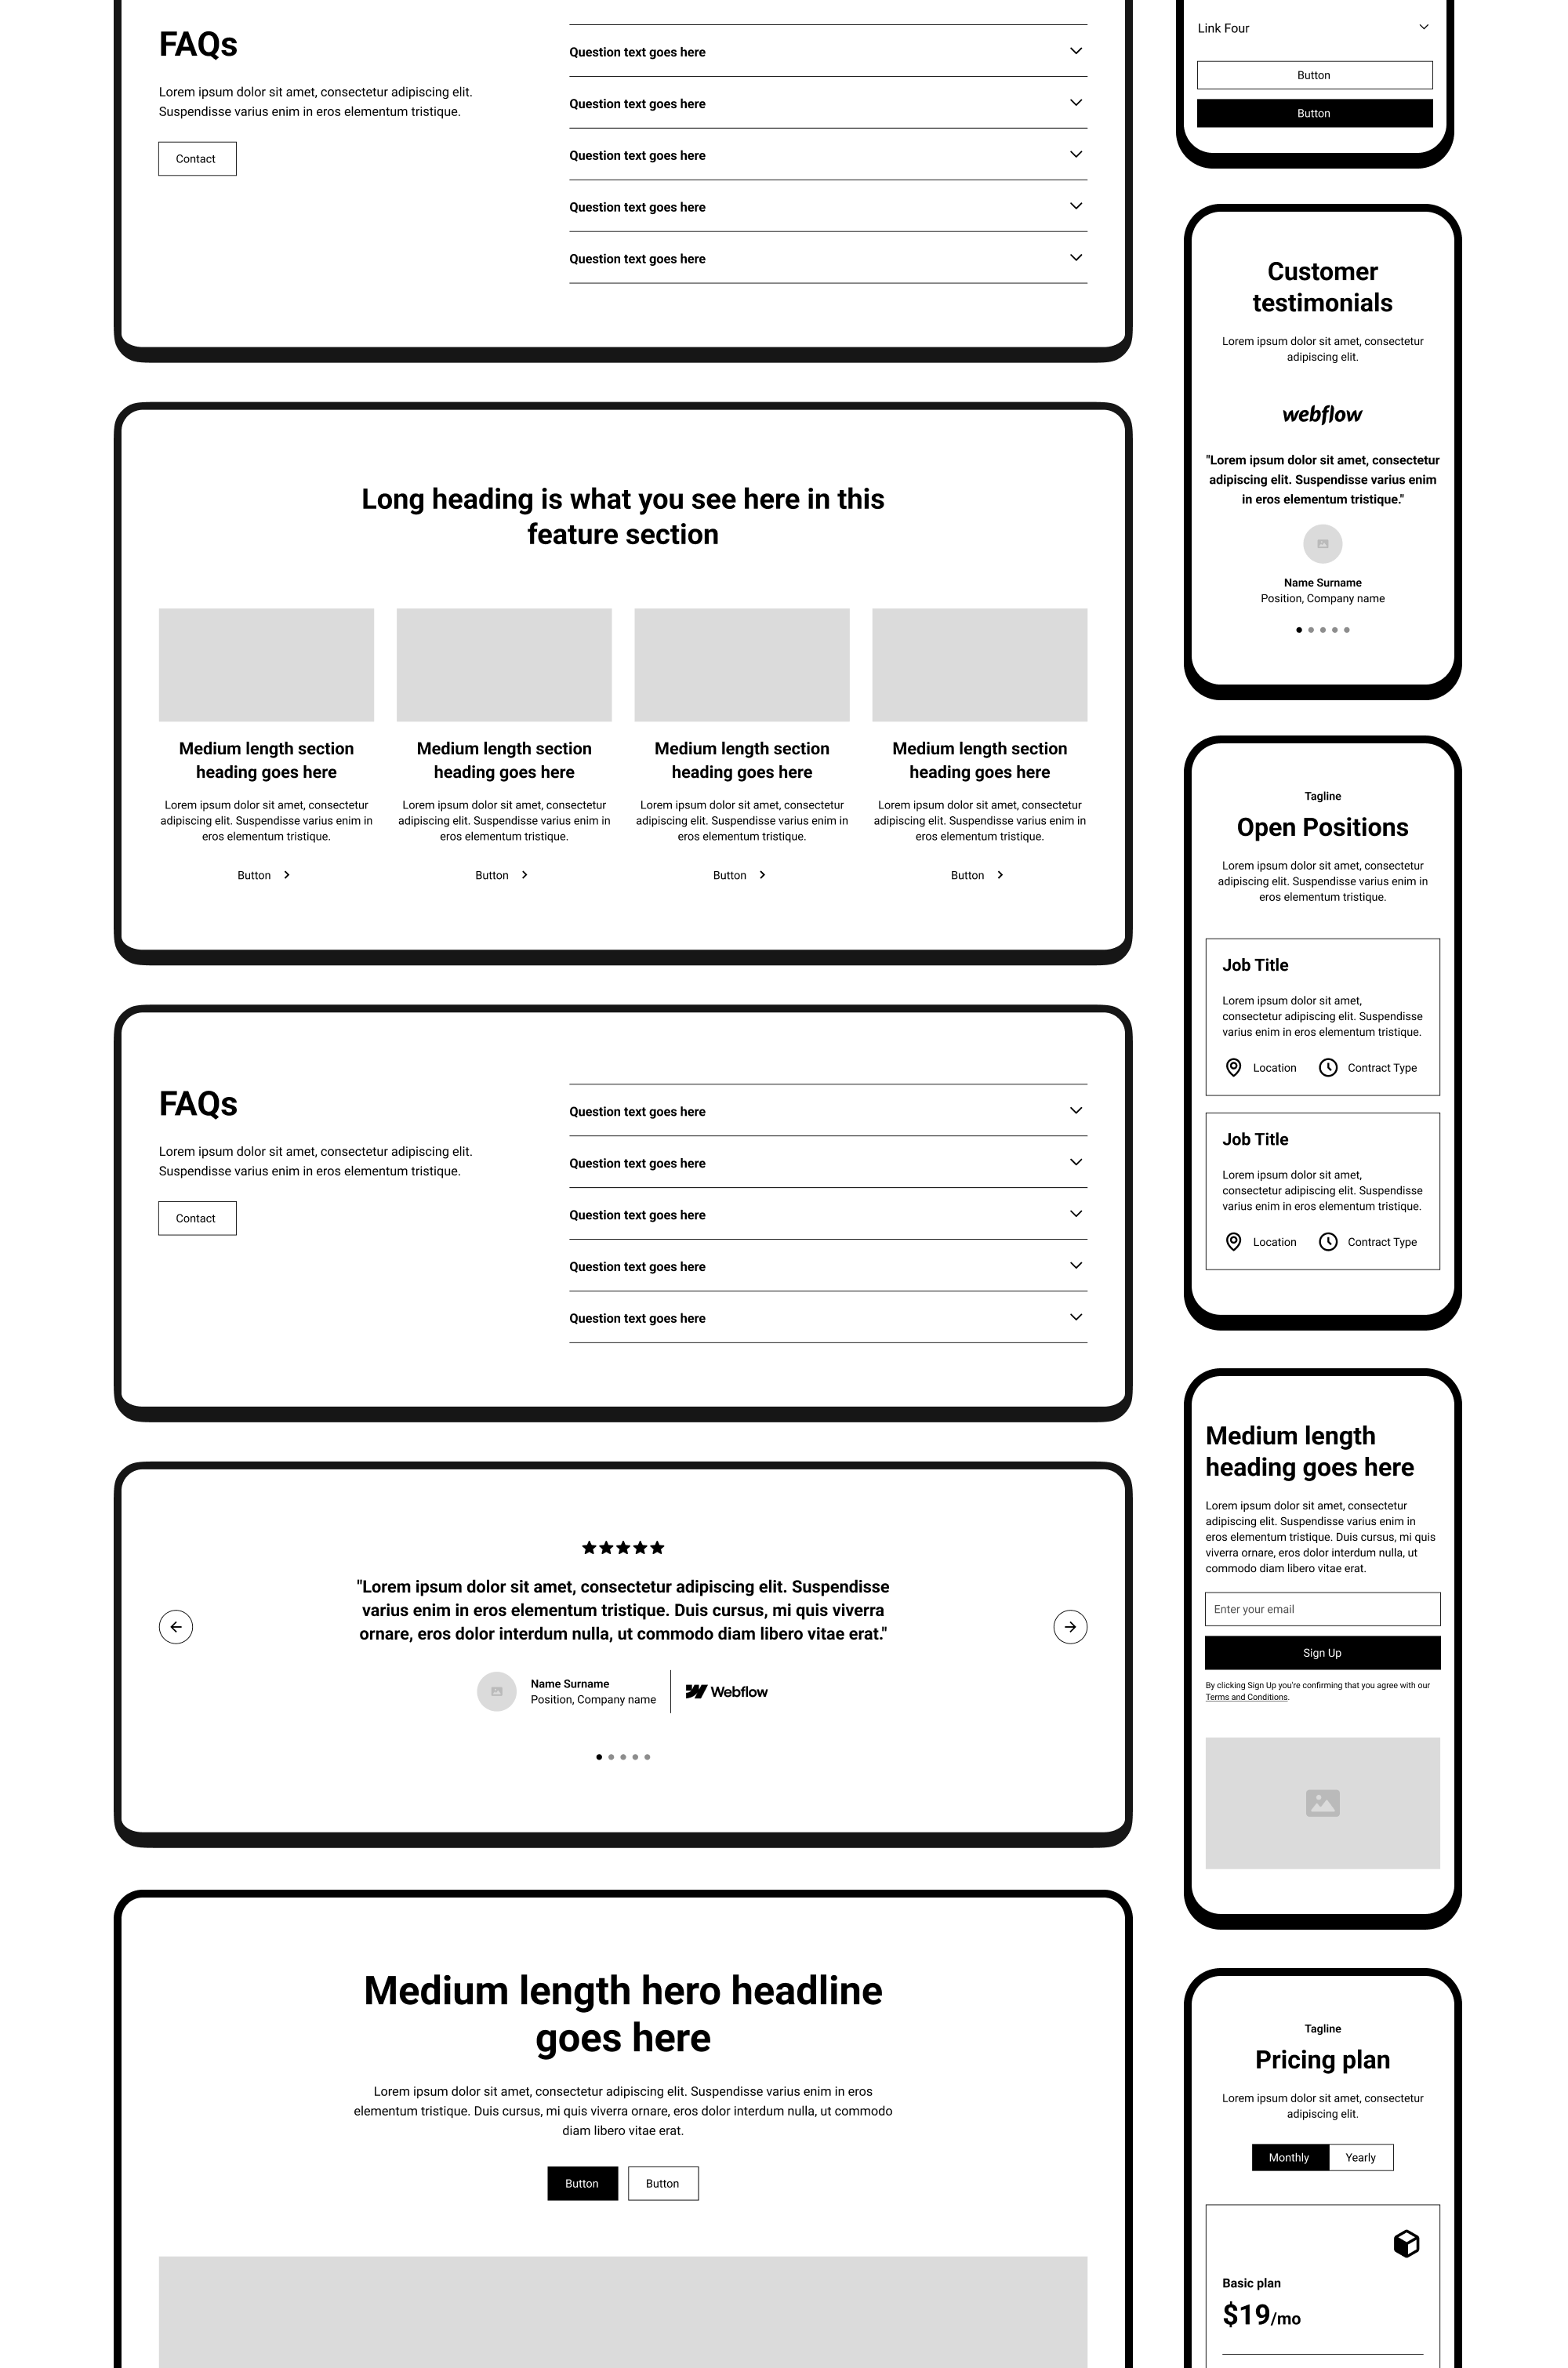 FAQs
Lorem ipsum dolor sit amet, consectetur adipiscing elit.
Suspendisse varius enim in eros elementum tristique.
Contact
Question text goes here
Question text goes here
Question text goes here
Question text goes here
Question text goes here
Long heading is what you see here in this
feature section
Medium length section
heading goes here
Lorem ipsum dolor sit amet, consectetur
adipiscing elit. Suspendisse varius enim in
eros elementum tristique.
Button
Medium length section
heading goes here
Lorem ipsum dolor sit amet, consectetur
adipiscing elit. Suspendisse varius enim in
eros elementum tristique.
Button
Medium length section
heading goes here
Lorem ipsum dolor sit amet, consectetur
adipiscing elit. Suspendisse varius enim in
eros elementum tristique.
Button
Medium length section
heading goes here
Lorem ipsum dolor sit amet, consectetur
adipiscing elit. Suspendisse varius enim in
eros elementum tristique.
Button
FAQs
Lorem ipsum dolor sit amet, consectetur adipiscing elit.
Suspendisse varius enim in eros elementum tristique.
Contact
Question text goes here
Question text goes here
Question text goes here
Question text goes here
Question text goes here
"Lorem ipsum dolor sit amet, consectetur adipiscing elit. Suspendisse
varius enim in eros elementum tristique. Duis cursus, mi quis viverra
ornare, eros dolor interdum nulla, ut commodo diam libero vitae erat."
Name Surname
Position, Company name
Webflow
Medium length hero headline
goes here
Lorem ipsum dolor sit amet, consectetur adipiscing elit. Suspendisse varius enim in eros
elementum tristique. Duis cursus, mi quis viverra ornare, eros dolor interdum nulla, ut commodo
diam libero vitae erat.
Button
Button
Link Four
Button
Button
Customer
testimonials
Lorem ipsum dolor sit amet, consectetur
adipiscing elit.
webflow
"Lorem ipsum dolor sit amet, consectetur
adipiscing elit. Suspendisse varius enim
in eros elementum tristique."
Name Surname
Position, Company name
Tagline
Open Positions
Lorem ipsum dolor sit amet, consectetur
adipiscing elit. Suspendisse varius enim in
eros elementum tristique.
Job Title
Lorem ipsum dolor sit amet,
consectetur adipiscing elit. Suspendisse
varius enim in eros elementum tristique.
Location
Contract Type
Job Title
Lorem ipsum dolor sit amet,
consectetur adipiscing elit. Suspendisse
varius enim in eros elementum tristique.
Location
Contract Type
Medium length
heading goes here
Lorem ipsum dolor sit amet, consectetur
adipiscing elit. Suspendisse varius enim in
eros elementum tristique. Duis cursus, mi quis
viverra ornare, eros dolor interdum nulla, ut
commodo diam libero vitae erat.
Enter your email
Sign Up
By clicking Sign Up you're confirming that you agree with our
Terms and Conditions.
Tagline
Pricing plan
Lorem ipsum dolor sit amet, consectetur
adipiscing elit.
Monthly
Yearly
Basic plan
$19/mo